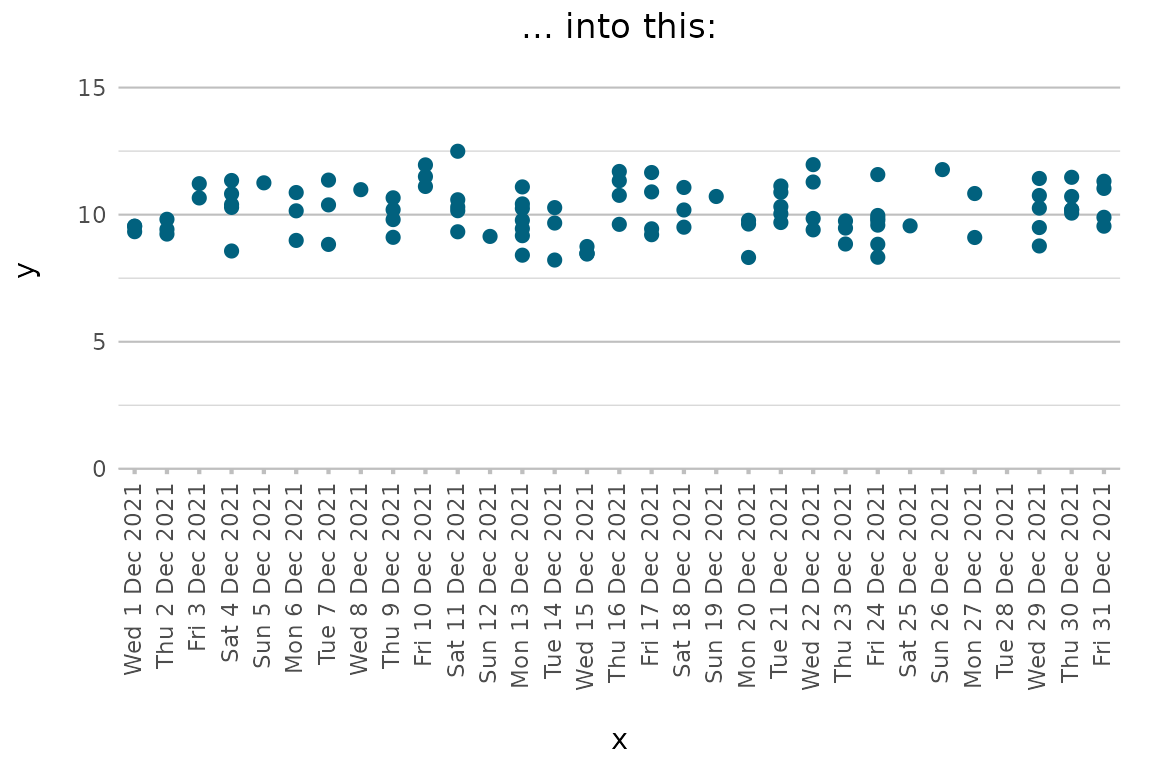 ... into this:
15
10
5
0
y
Wed 1 Dec 2021
Thu 2 Dec 2021
Fri 3 Dec 2021
Sat 4 Dec 2021
Sun 5 Dec 2021
Mon 6 Dec 2021
Tue 7 Dec 2021
Wed 8 Dec 2021
Thu 9 Dec 2021
Fri 10 Dec 2021
Sat 11 Dec 2021
Sun 12 Dec 2021
Mon 13 Dec 2021
Tue 14 Dec 2021
Wed 15 Dec 2021
Thu 16 Dec 2021
Fri 17 Dec 2021
Sat 18 Dec 2021
Sun 19 Dec 2021
Mon 20 Dec 2021
Tue 21 Dec 2021
Wed 22 Dec 2021
Thu 23 Dec 2021
Fri 24 Dec 2021
Sat 25 Dec 2021
Sun 26 Dec 2021
Mon 27 Dec 2021
Tue 28 Dec 2021
Wed 29 Dec 2021
Thu 30 Dec 2021
Fri 31 Dec 2021
x